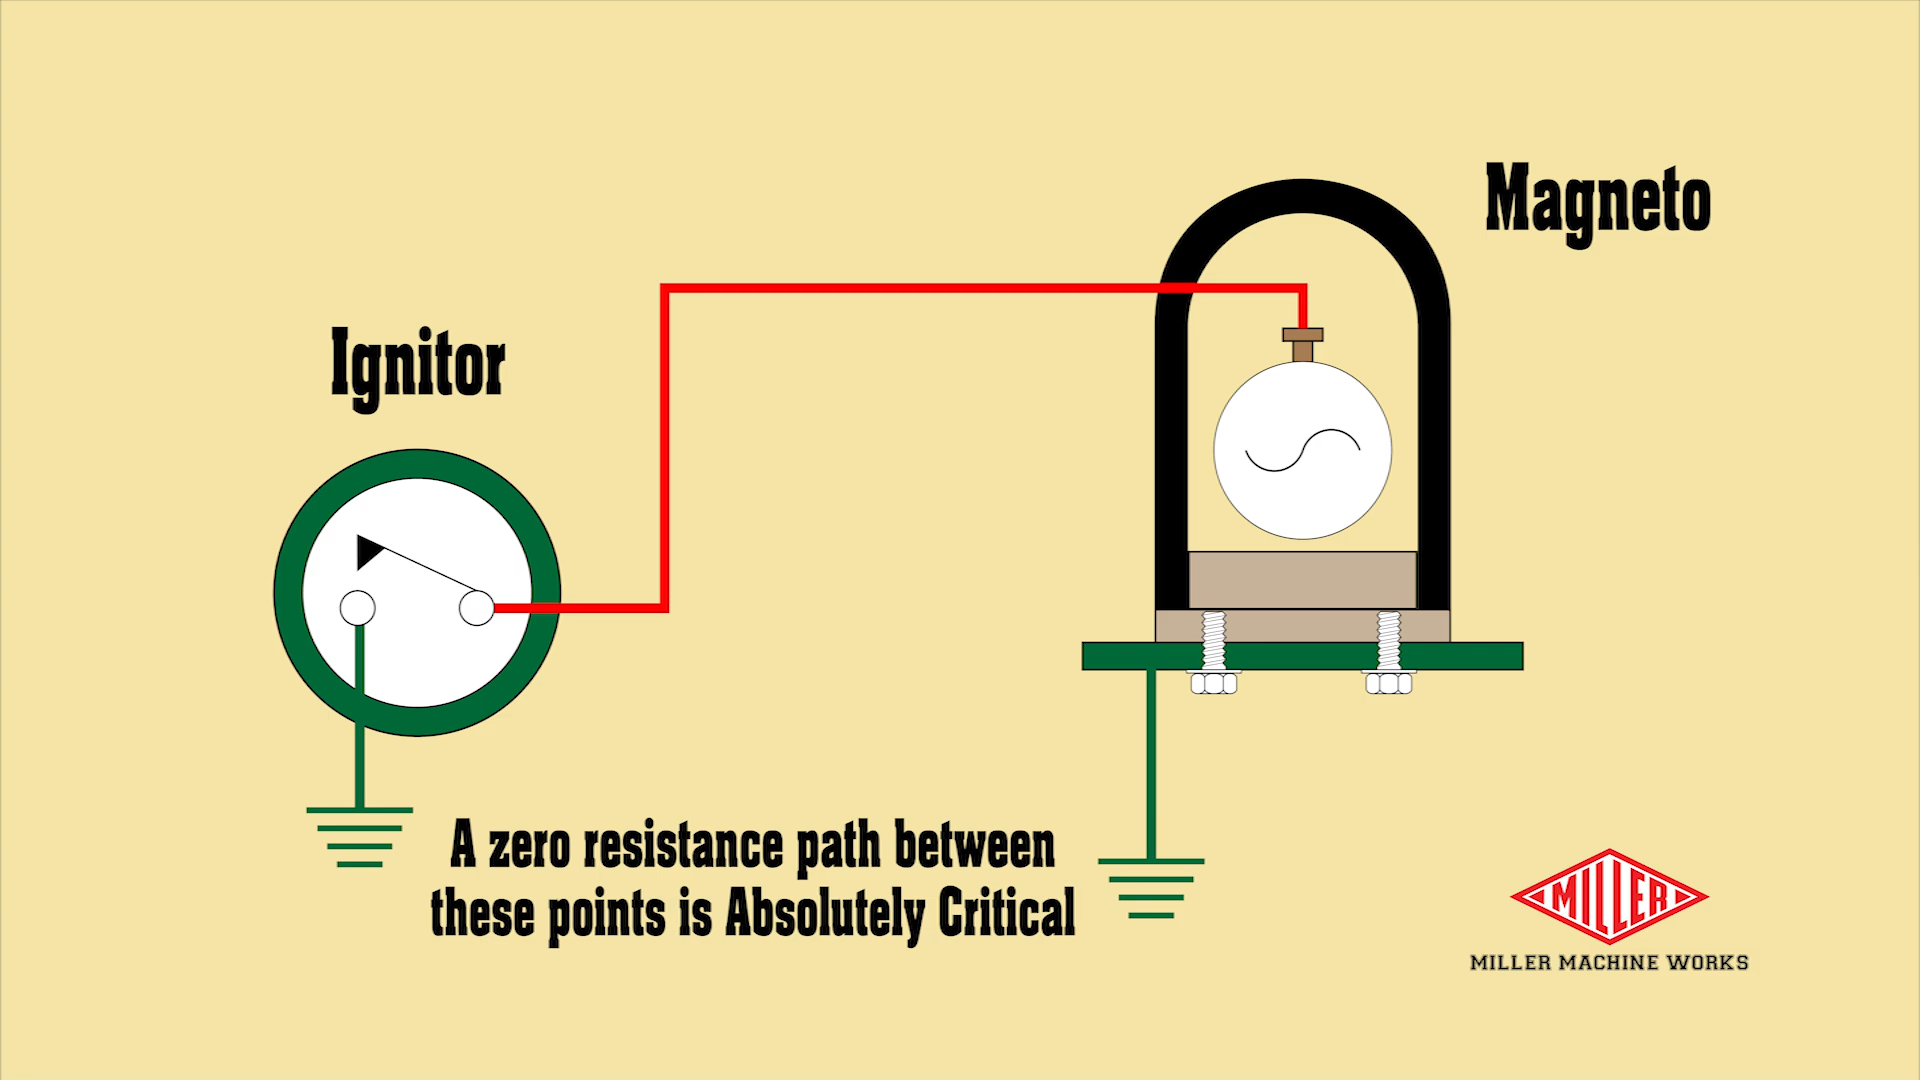 Magneto
Ignitor
A zero resistance path between
these points is Absolutely Critical
MILLER
MILLER MACHINE WORKS